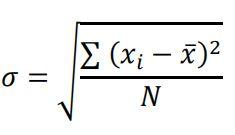 σ = √(∑ (xᵢ − x̄)² / N)